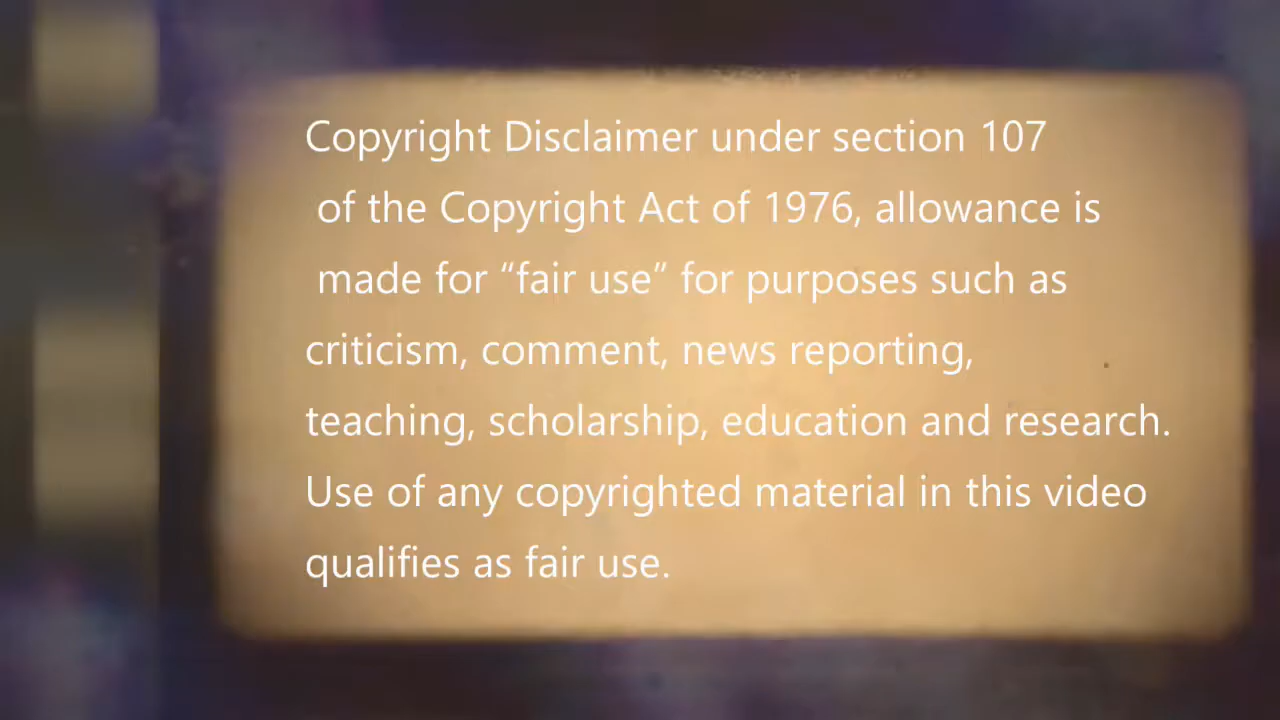 Copyright Disclaimer under section 107
of the Copyright Act of 1976, allowance is
made for “fair use” for purposes such as
criticism, comment, news reporting,
teaching, scholarship, education and research.
Use of any copyrighted material in this video
qualifies as fair use.